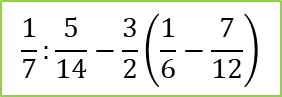 1/7 : 5/14 − 3/2 (1/6 − 7/12)